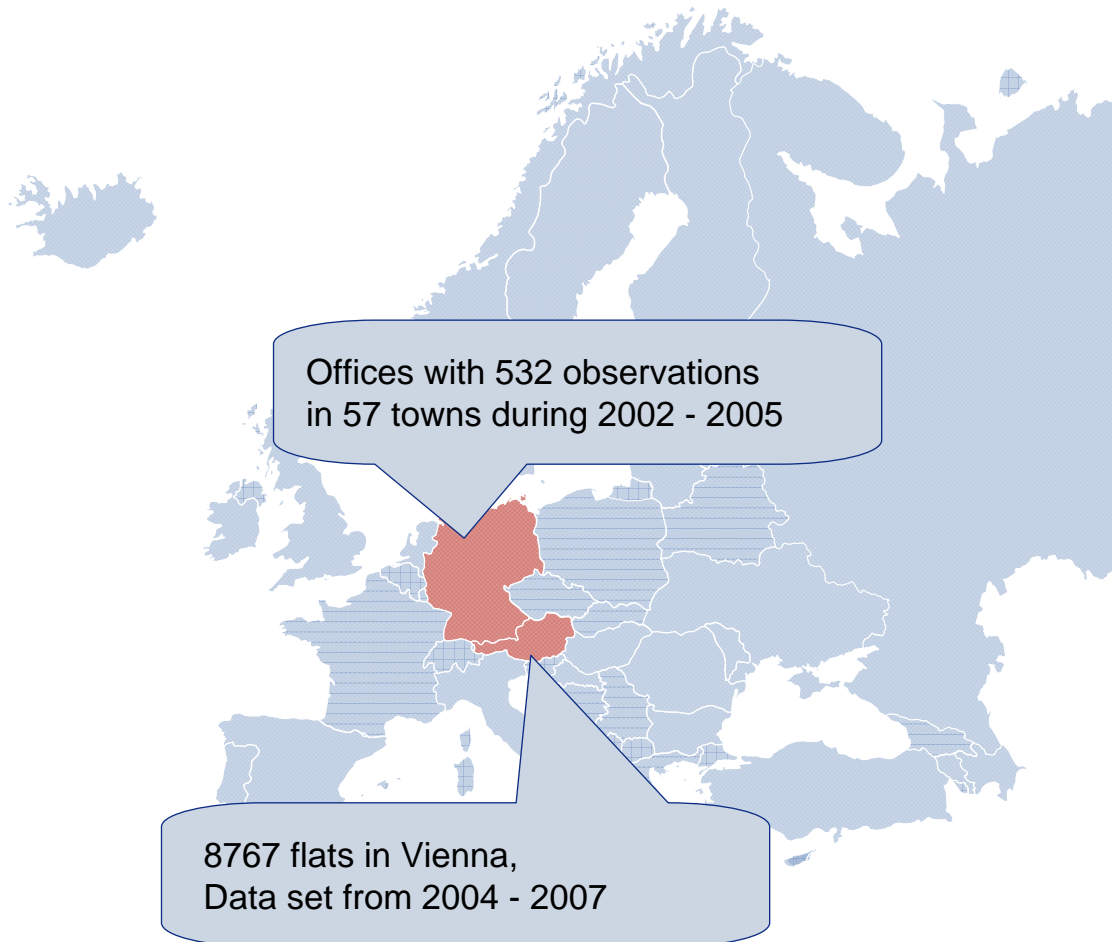 Offices with 532 observations
in 57 towns during 2002 - 2005
8767 flats in Vienna,
Data set from 2004 - 2007